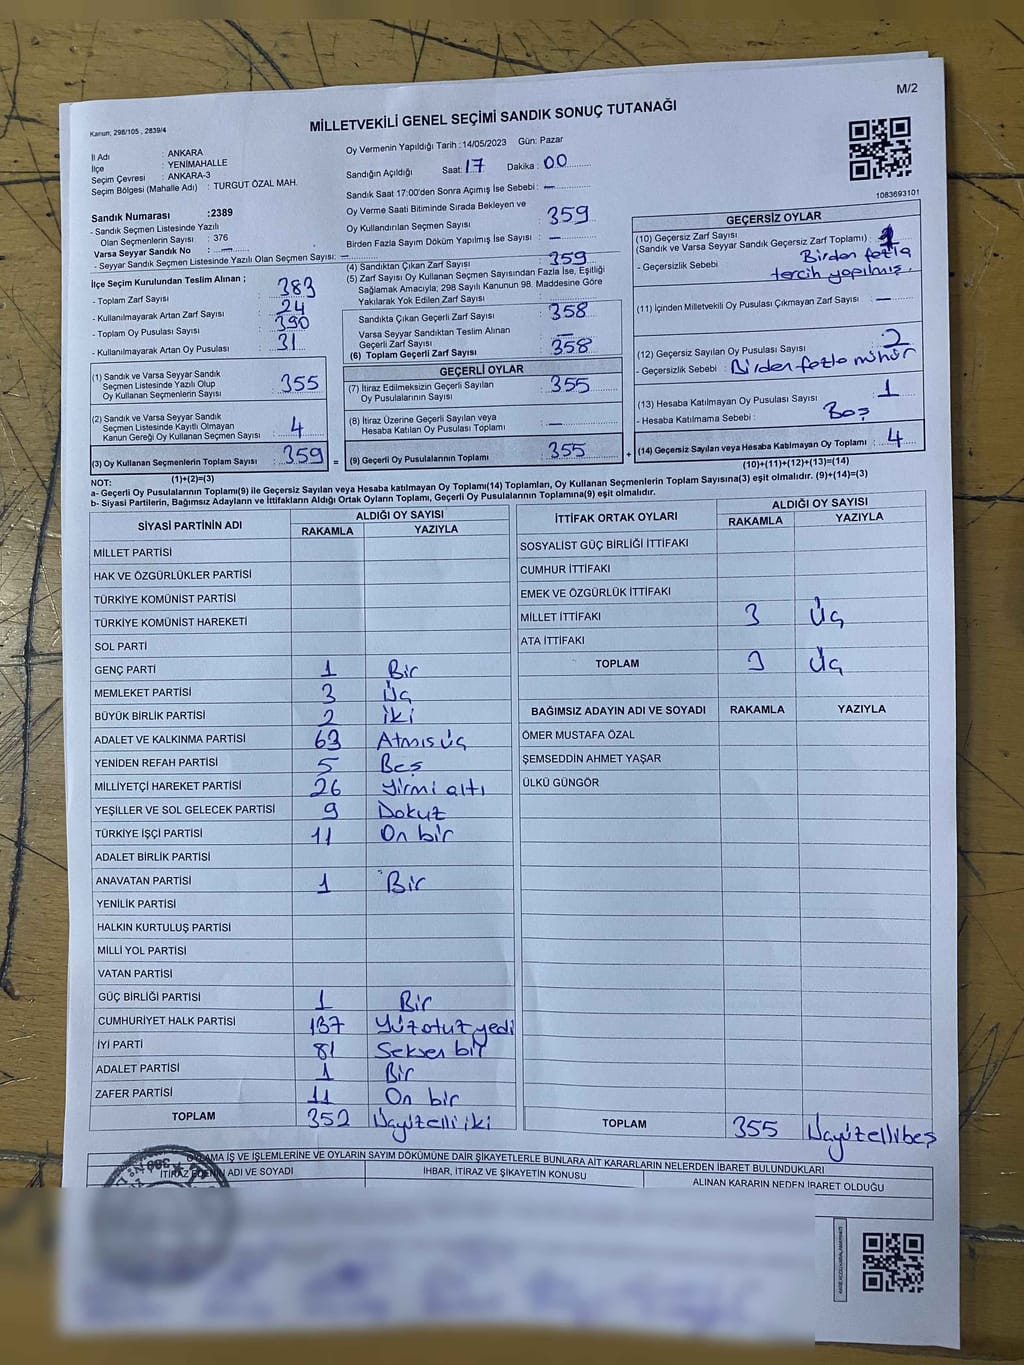 M/2
Kanun, 298/105 , 2839/4
MİLLETVEKİLİ GENEL SEÇİMİ SANDIK SONUÇ TUTANAĞI
İl Adı : ANKARA
İlçe : YENİMAHALLE
Seçim Çevresi : ANKARA-3
Seçim Bölgesi (Mahalle Adı) : TURGUT ÖZAL MAH.
Sandık Numarası :2389
- Sandık Seçmen Listesinde Yazılı
Olan Seçmenlerin Sayısı : 376
Varsa Seyyar Sandık No : —
- Seyyar Sandık Seçmen Listesinde Yazılı Olan Seçmen Sayısı: —
Oy Vermenin Yapıldığı Tarih :14/05/2023 Gün: Pazar
Sandığın Açıldığı Saat: 17 Dakika : 00
Sandık Saat 17:00'den Sonra Açımış İse Sebebi : —
Oy Verme Saati Bitiminde Sırada Bekleyen ve
Oy Kullandırılan Seçmen Sayısı : 359
Birden Fazla Sayım Döküm Yapılmış İse Sayısı : —
1083693101
İlçe Seçim Kurulundan Teslim Alınan ;
- Toplam Zarf Sayısı : 383
- Kullanılmayarak Artan Zarf Sayısı : 24
- Toplam Oy Pusulası Sayısı : 390
- Kullanılmayarak Artan Oy Pusulası : 31
(1) Sandık ve Varsa Seyyar Sandık
Seçmen Listesinde Yazılı Olup
Oy Kullanan Seçmenlerin Sayısı : 355
(2) Sandık ve Varsa Seyyar Sandık
Seçmen Listesinde Kayıtlı Olmayan
Kanun Gereği Oy Kullanan Seçmen Sayısı : 4
(3) Oy Kullanan Seçmenlerin Toplam Sayısı : 359 =
(1)+(2)=(3)
(4) Sandıktan Çıkan Zarf Sayısı : 359
(5) Zarf Sayısı Oy Kullanan Seçmen Sayısından Fazla İse, Eşitliği
Sağlamak Amacıyla; 298 Sayılı Kanunun 98. Maddesine Göre
Yakılarak Yok Edilen Zarf Sayısı :
Sandıkta Çıkan Geçerli Zarf Sayısı : 358
Varsa Seyyar Sandıktan Teslim Alınan
Geçerli Zarf Sayısı : —
(6) Toplam Geçerli Zarf Sayısı : 358
GEÇERLİ OYLAR
(7) İtiraz Edilmeksizin Geçerli Sayılan
Oy Pusulalarının Sayısı : 355
(8) İtiraz Üzerine Geçerli Sayılan veya
Hesaba Katılan Oy Pusulası Toplamı : —
(9) Geçerli Oy Pusulalarının Toplamı : 355 +
GEÇERSİZ OYLAR
(10) Geçersiz Zarf Sayısı
(Sandık ve Varsa Seyyar Sandık Geçersiz Zarf Toplamı) : 1
- Geçersizlik Sebebi : Birden fazla
tercih yapılmış.
(11) İçinden Milletvekili Oy Pusulası Çıkmayan Zarf Sayısı : —
(12) Geçersiz Sayılan Oy Pusulası Sayısı : 2
- Geçersizlik Sebebi : Birden fazla mühür
(13) Hesaba Katılmayan Oy Pusulası Sayısı : 1
- Hesaba Katılmama Sebebi : Boş
(14) Geçersiz Sayılan veya Hesaba Katılmayan Oy Toplamı : 4
(10)+(11)+(12)+(13)=(14)
NOT:
a- Geçerli Oy Pusulalarının Toplamı(9) ile Geçersiz Sayılan veya Hesaba katılmayan Oy Toplamı(14) Toplamları, Oy Kullanan Seçmenlerin Toplam Sayısına(3) eşit olmalıdır. (9)+(14)=(3)
b- Siyasi Partilerin, Bağımsız Adayların ve İttifakların Aldığı Ortak Oyların Toplamı, Geçerli Oy Pusulalarının Toplamına(9) eşit olmalıdır.
SİYASİ PARTİNİN ADI ALDIĞI OY SAYISI
RAKAMLA YAZIYLA
MİLLET PARTİSİ
HAK VE ÖZGÜRLÜKLER PARTİSİ
TÜRKİYE KOMÜNİST PARTİSİ
TÜRKİYE KOMÜNİST HAREKETİ
SOL PARTİ
GENÇ PARTİ 1 Bir
MEMLEKET PARTİSİ 3 Üç
BÜYÜK BİRLİK PARTİSİ 2 iki
ADALET VE KALKINMA PARTİSİ 63 Atmış üç
YENİDEN REFAH PARTİSİ 5 Beş
MİLLİYETÇİ HAREKET PARTİSİ 26 Yirmi altı
YEŞİLLER VE SOL GELECEK PARTİSİ 9 Dokuz
TÜRKİYE İŞÇİ PARTİSİ 11 On bir
ADALET BİRLİK PARTİSİ
ANAVATAN PARTİSİ 1 Bir
YENİLİK PARTİSİ
HALKIN KURTULUŞ PARTİSİ
MİLLİ YOL PARTİSİ
VATAN PARTİSİ
GÜÇ BİRLİĞİ PARTİSİ 1 Bir
CUMHURİYET HALK PARTİSİ 137 Yüzotuzyedi
İYİ PARTİ 81 Seksen bir
ADALET PARTİSİ 1 Bir
ZAFER PARTİSİ 11 On bir
TOPLAM 352 Üçyüzelliiki
İTTİFAK ORTAK OYLARI ALDIĞI OY SAYISI
RAKAMLA YAZIYLA
SOSYALİST GÜÇ BİRLİĞİ İTTİFAKI
CUMHUR İTTİFAKI
EMEK VE ÖZGÜRLÜK İTTİFAKI
MİLLET İTTİFAKI 3 Üç
ATA İTTİFAKI
TOPLAM 3 Üç
BAĞIMSIZ ADAYIN ADI VE SOYADI RAKAMLA YAZIYLA
ÖMER MUSTAFA ÖZAL
ŞEMSEDDİN AHMET YAŞAR
ÜLKÜ GÜNGÖR
TOPLAM 355 Üçyüzellibeş
OYLAMA İŞ VE İŞLEMLERİNE VE OYLARIN SAYIM DÖKÜMÜNE DAİR ŞİKAYETLERLE BUNLARA AİT KARARLARIN NELERDEN İBARET BULUNDUKLARI
İTİRAZ EDENİN ADI VE SOYADI İHBAR, İTİRAZ VE ŞİKAYETİN KONUSU ALINAN KARARIN NEDEN İBARET OLDUĞU